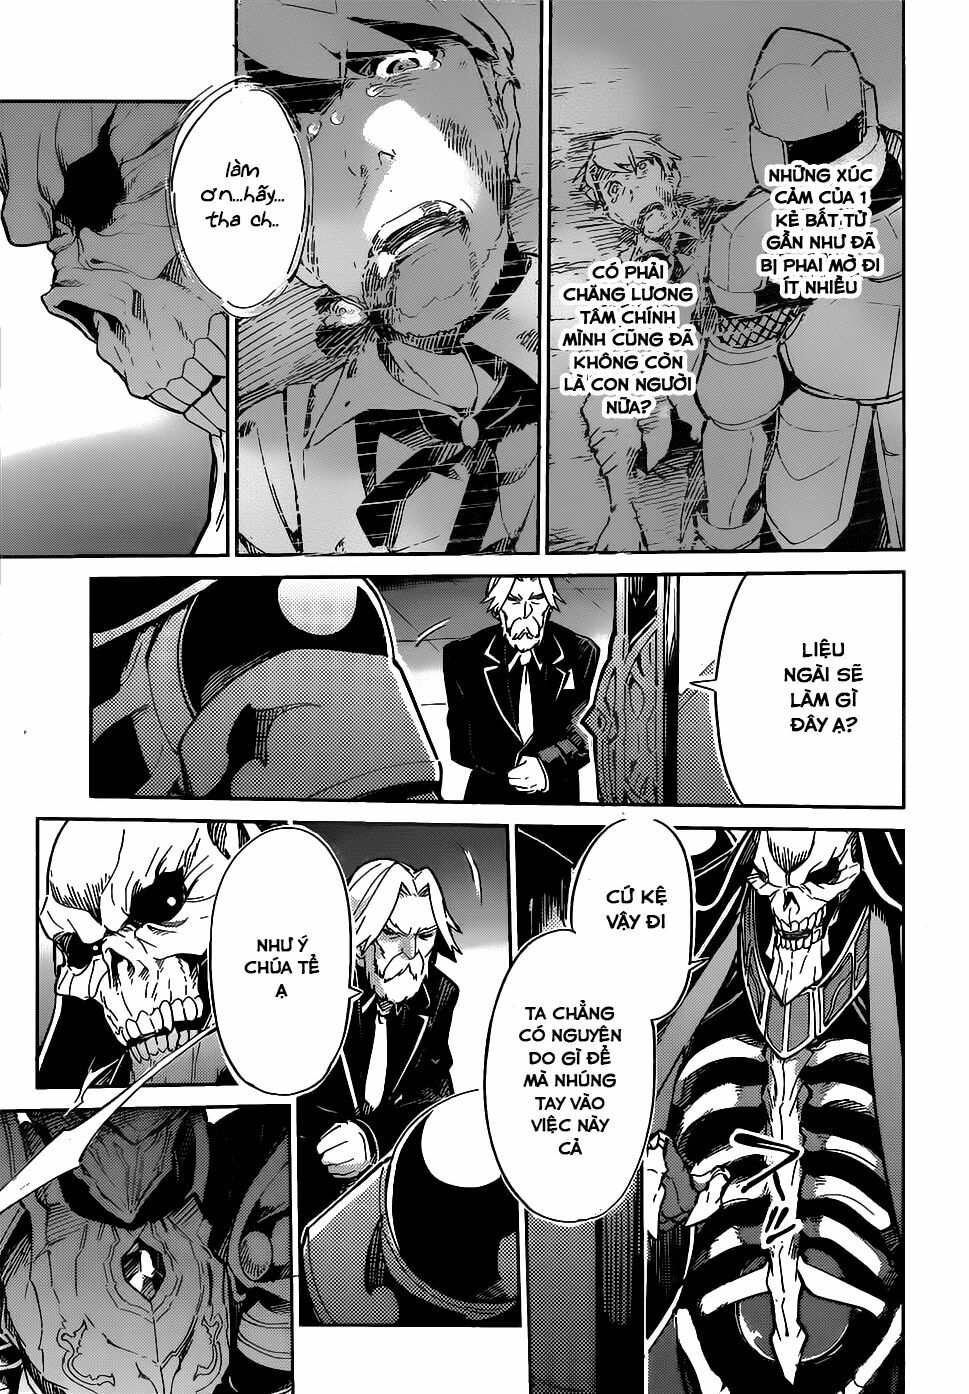 NHỮNG XÚC
CẢM CỦA 1
KẺ BẤT TỬ
GẦN NHƯ ĐÃ
BỊ PHAI MỜ ĐI
ÍT NHIỀU
CÓ PHẢI
CHĂNG LƯƠNG
TÂM CHÍNH
MÌNH CŨNG ĐÃ
KHÔNG CÒN
LÀ CON NGƯỜI
NỮA?
làm
ơn...hãy...
tha ch..
LIỆU
NGÀI SẼ
LÀM GÌ
ĐÂY Ạ?
CỨ KỆ
VẬY ĐI
TA CHẲNG
CÓ NGUYÊN
DO GÌ ĐỂ
MÀ NHÚNG
TAY VÀO
VIỆC NÀY
CẢ
NHƯ Ý
CHÚA TỂ
Ạ